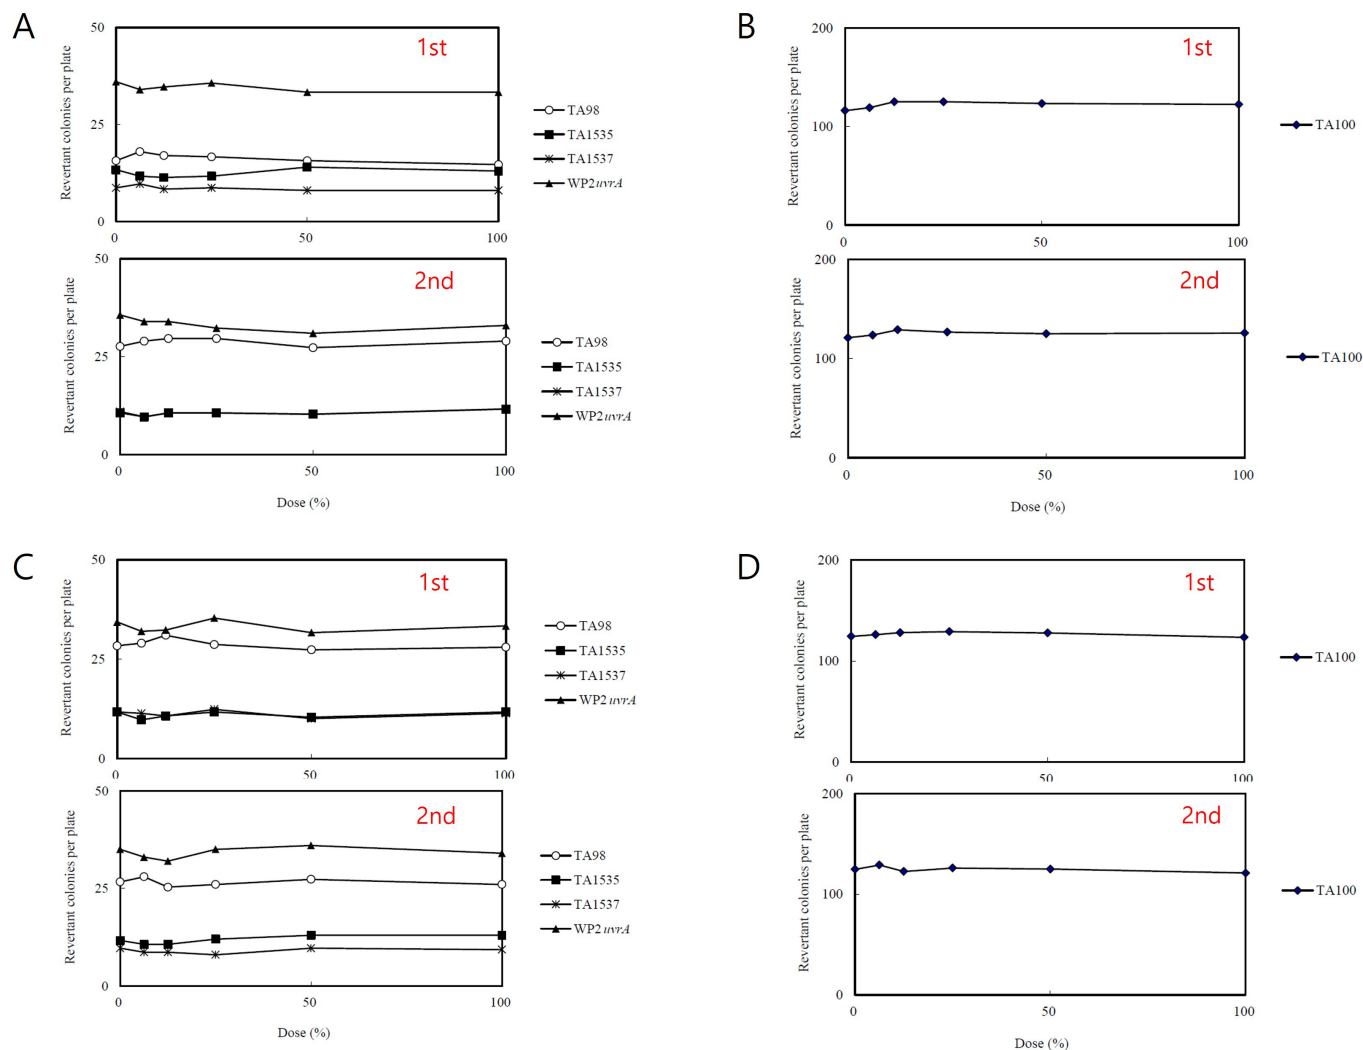 A
Revertant colonies per plate
50
25
0
1st
0
50
100
TA98
TA1535
TA1537
WP2uvrA
Revertant colonies per plate
50
25
0
2nd
0
50
100
Dose (%)
TA98
TA1535
TA1537
WP2uvrA
B
Revertant colonies per plate
200
100
0
1st
0
50
100
TA100
Revertant colonies per plate
200
100
0
2nd
0
50
100
Dose (%)
TA100
C
Revertant colonies per plate
50
25
0
1st
0
50
100
TA98
TA1535
TA1537
WP2uvrA
Revertant colonies per plate
50
25
0
2nd
0
50
100
Dose (%)
TA98
TA1535
TA1537
WP2uvrA
D
Revertant colonies per plate
200
100
0
1st
0
50
100
TA100
Revertant colonies per plate
200
100
0
2nd
0
50
100
Dose (%)
TA100